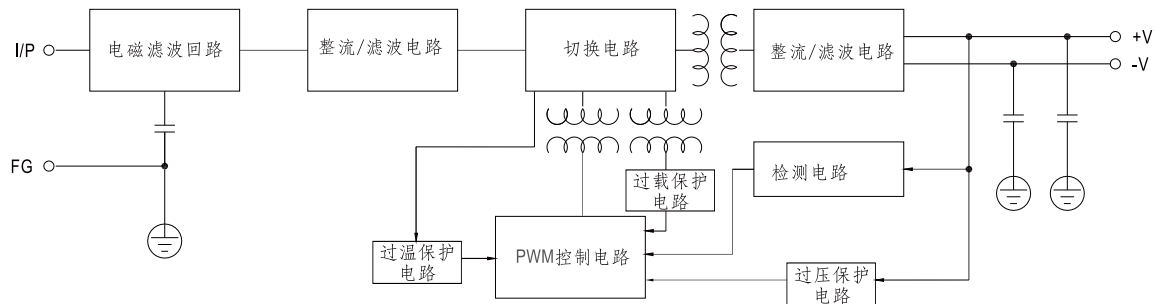 I/P
电磁滤波回路
整流/滤波电路
切换电路
整流/滤波电路
+V
-V
FG
检测电路
过载保护
电路
过温保护
电路
PWM控制电路
过压保护
电路